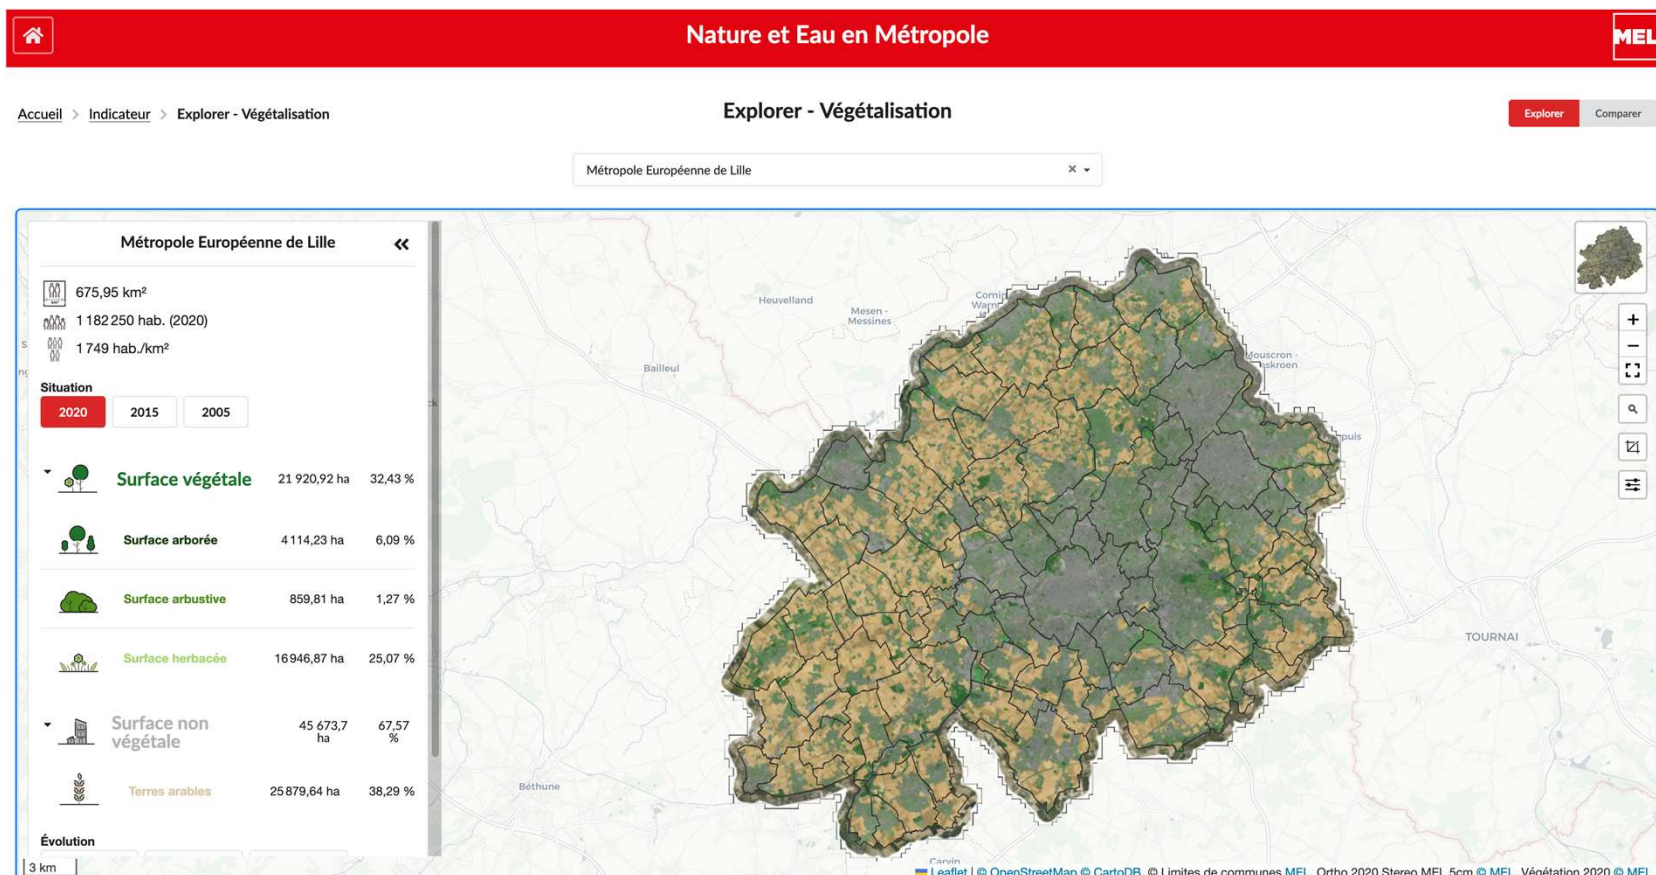 Nature et Eau en Métropole
MEL
Accueil > Indicateur > Explorer - Végétalisation
Explorer - Végétalisation
Explorer
Comparer
Métropole Européenne de Lille
Métropole Européenne de Lille
675,95 km²
1 182 250 hab. (2020)
1 749 hab./km²
Situation
2020
2015
2005
Surface végétale 21 920,92 ha 32,43 %
Surface arborée 4 114,23 ha 6,09 %
Surface arbustive 859,81 ha 1,27 %
Surface herbacée 16 946,87 ha 25,07 %
Surface non
végétale
45 673,7
ha
67,57
%
Terres arables 25 879,64 ha 38,29 %
Évolution
3 km
Heuvelland
Mesen -
Messines
Bailleul
Béthune
TOURNAI
Carvin
+
−
Leaflet | © OpenStreetMap © CartoDB, © Limites de communes MEL, Ortho 2020 Stereo MEL 5cm © MEL, Végétation 2020 © MEL